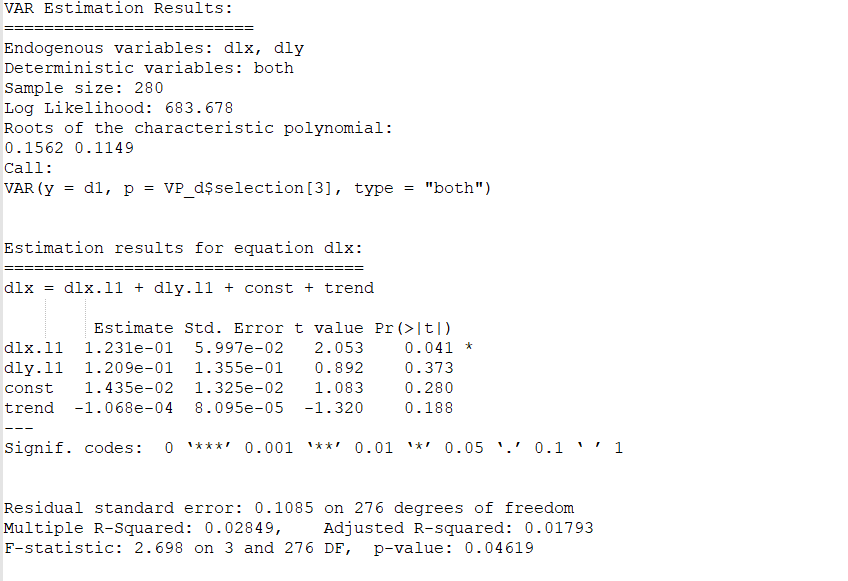 VAR Estimation Results:
=========================
Endogenous variables: dlx, dly
Deterministic variables: both
Sample size: 280
Log Likelihood: 683.678
Roots of the characteristic polynomial:
0.1562 0.1149
Call:
VAR(y = d1, p = VP_d$selection[3], type = "both")
Estimation results for equation dlx:
====================================
dlx = dlx.l1 + dly.l1 + const + trend
Estimate Std. Error t value Pr(>|t|)
dlx.l1 1.231e-01 5.997e-02 2.053 0.041 *
dly.l1 1.209e-01 1.355e-01 0.892 0.373
const 1.435e-02 1.325e-02 1.083 0.280
trend -1.068e-04 8.095e-05 -1.320 0.188
---
Signif. codes: 0 ‘***’ 0.001 ‘**’ 0.01 ‘*’ 0.05 ‘.’ 0.1 ‘ ’ 1
Residual standard error: 0.1085 on 276 degrees of freedom
Multiple R-Squared: 0.02849, Adjusted R-squared: 0.01793
F-statistic: 2.698 on 3 and 276 DF, p-value: 0.04619